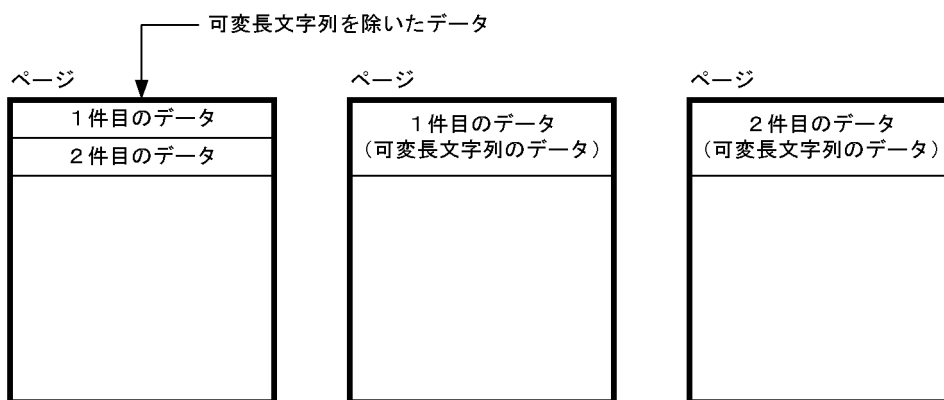 可変長文字列を除いたデータ
ページ
ページ
ページ
１件目のデータ
２件目のデータ
１件目のデータ
（可変長文字列のデータ）
２件目のデータ
（可変長文字列のデータ）